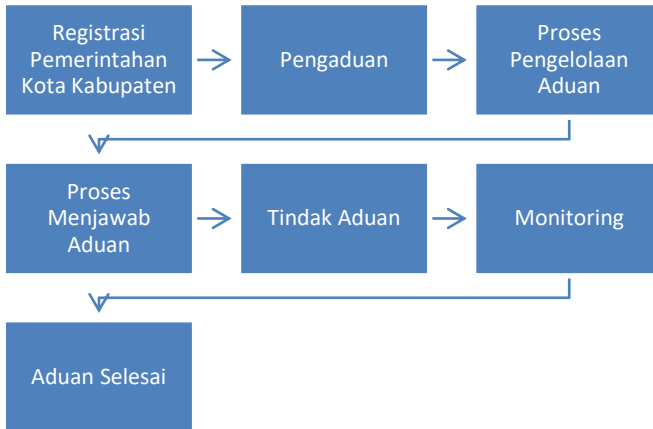 Registrasi
Pemerintahan
Kota Kabupaten
Pengaduan
Proses
Pengelolaan
Aduan
Proses
Menjawab
Aduan
Tindak Aduan
Monitoring
Aduan Selesai